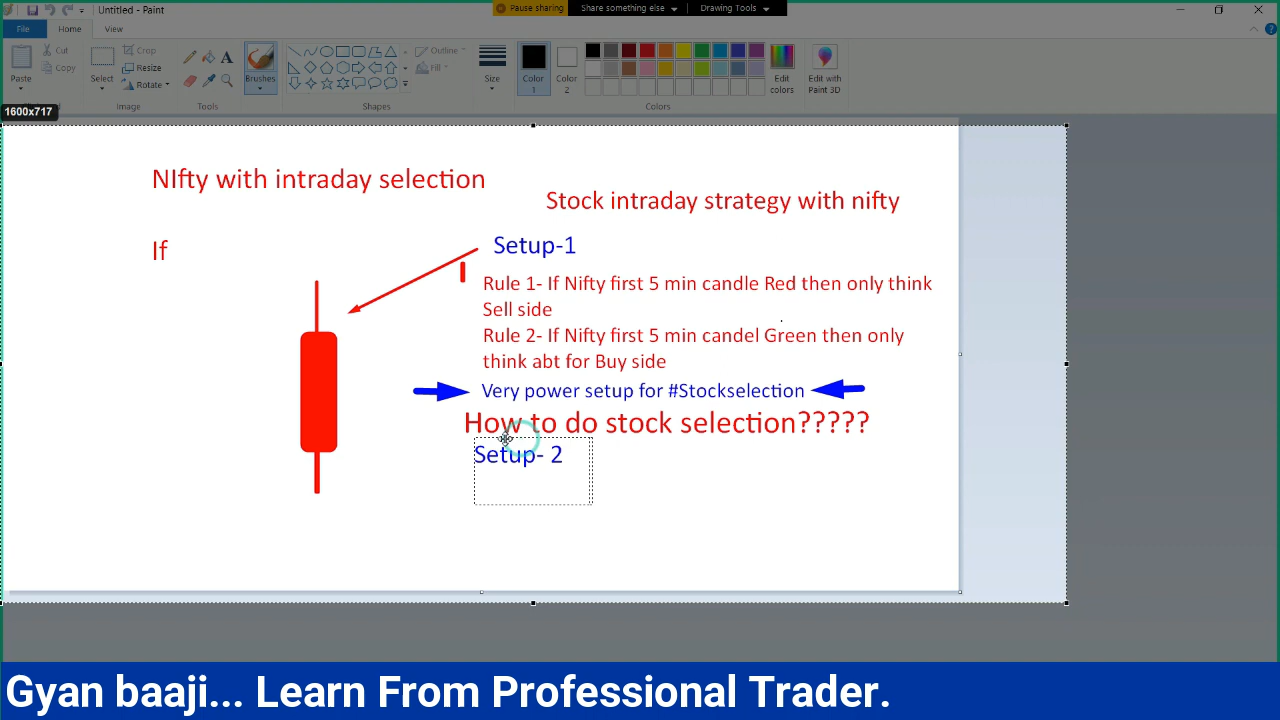 Untitled - Paint
Pause sharing
Share something else
Drawing Tools
File
Home
View
Paste
Cut
Copy
Select
Crop
Resize
Rotate
Image
Tools
Brushes
Shapes
Outline
Fill
Size
Color 1
Color 2
Colors
Edit colors
Edit with Paint 3D
1600x717
NIfty with intraday selection
Stock intraday strategy with nifty
If
Setup-1
Rule 1- If Nifty first 5 min candle Red then only think
Sell side
Rule 2- If Nifty first 5 min candel Green then only
think abt for Buy side
Very power setup for #Stockselection
How to do stock selection?????
Setup- 2
Gyan baaji... Learn From Professional Trader.